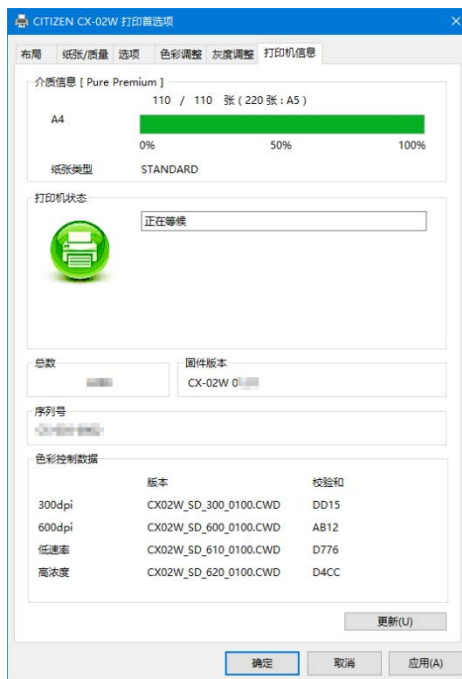 CITIZEN CX-02W 打印首选项
布局 纸张/质量 选项 色彩调整 灰度调整 打印机信息
介质信息 [ Pure Premium ]
110 / 110 张 ( 220 张 : A5 )
A4
0% 50% 100%
纸张类型 STANDARD
打印机状态
正在等候
总数 固件版本
CX-02W 0
序列号
色彩控制数据
版本 校验和
300dpi CX02W_SD_300_0100.CWD DD15
600dpi CX02W_SD_600_0100.CWD AB12
低速率 CX02W_SD_610_0100.CWD D776
高浓度 CX02W_SD_620_0100.CWD D4CC
更新(U)
确定 取消 应用(A)